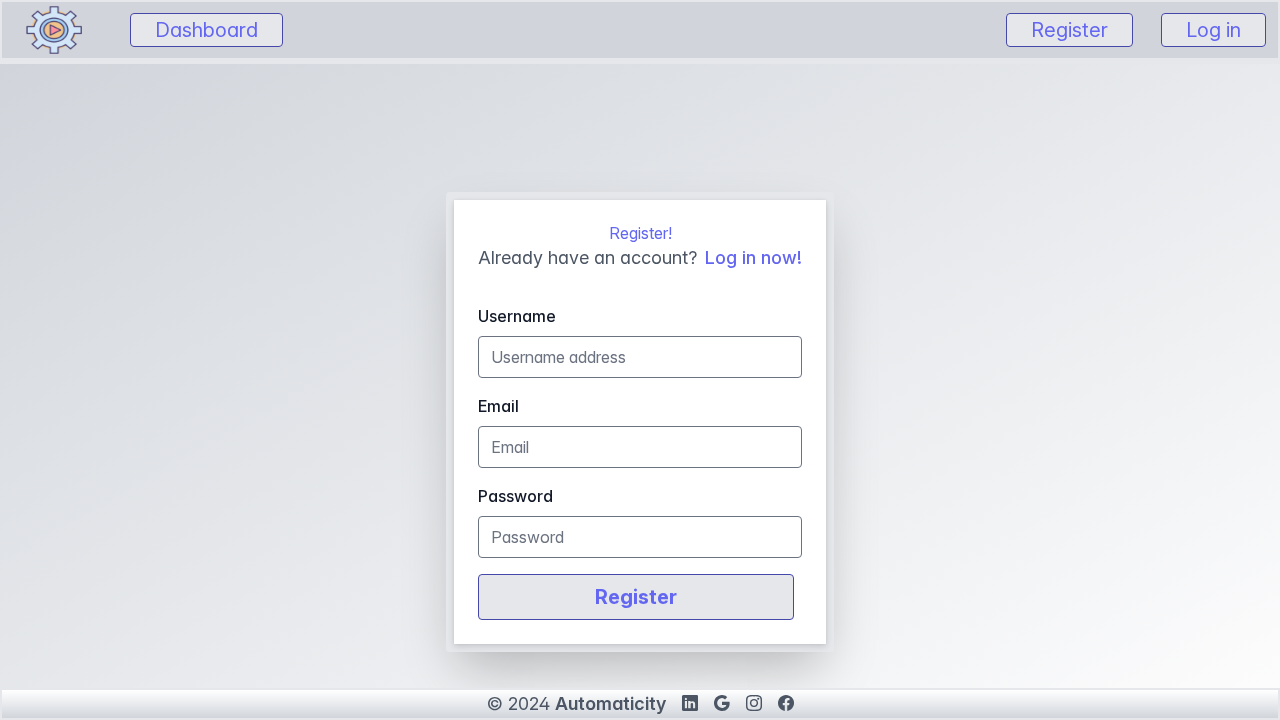 Dashboard Register Log in
Register!
Already have an account? Log in now!
Username
Username address
Email
Email
Password
Password
Register
© 2024 Automaticity